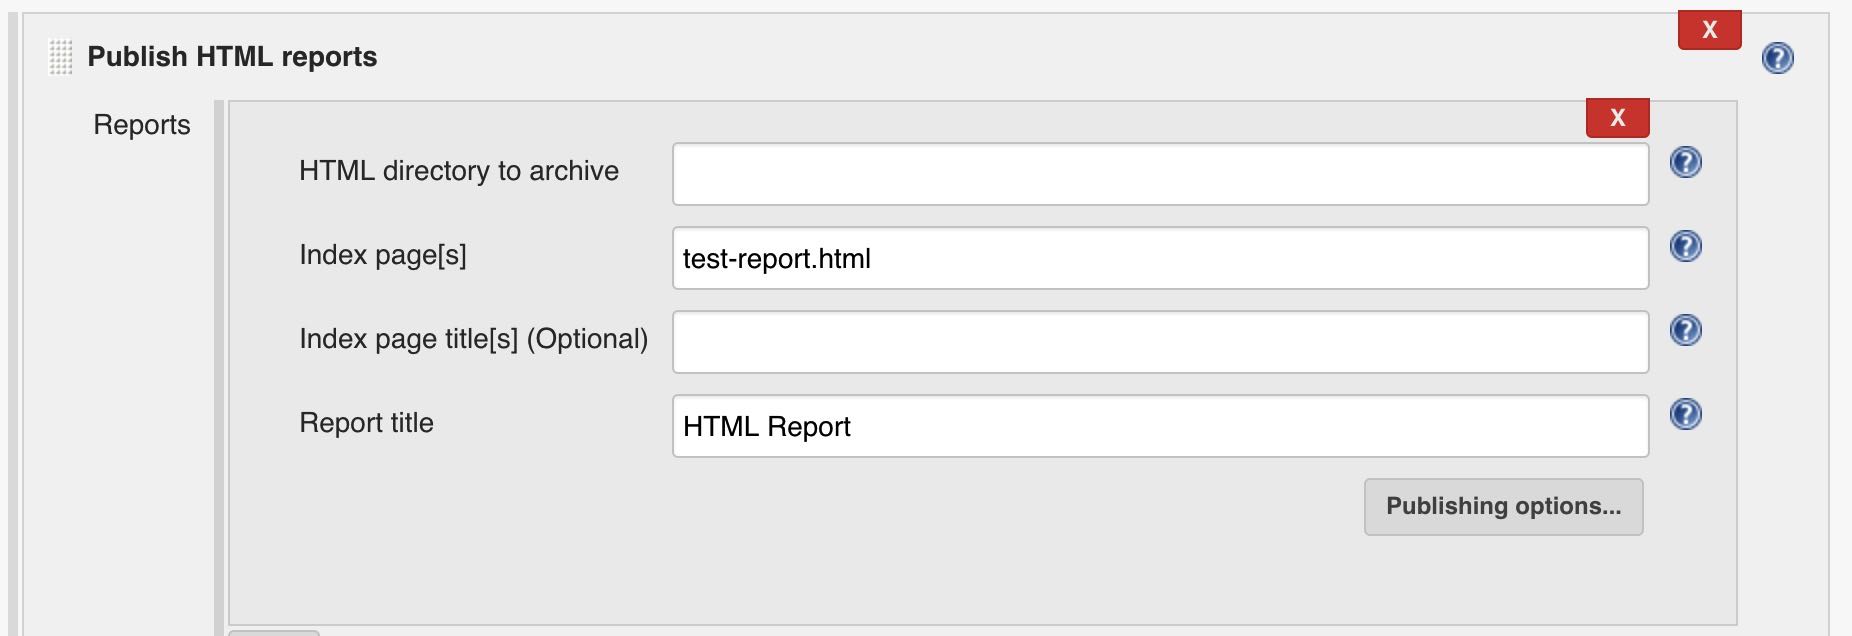 X
Publish HTML reports
?
Reports
X
HTML directory to archive
?
Index page[s]
test-report.html
?
Index page title[s] (Optional)
?
Report title
HTML Report
?
Publishing options...